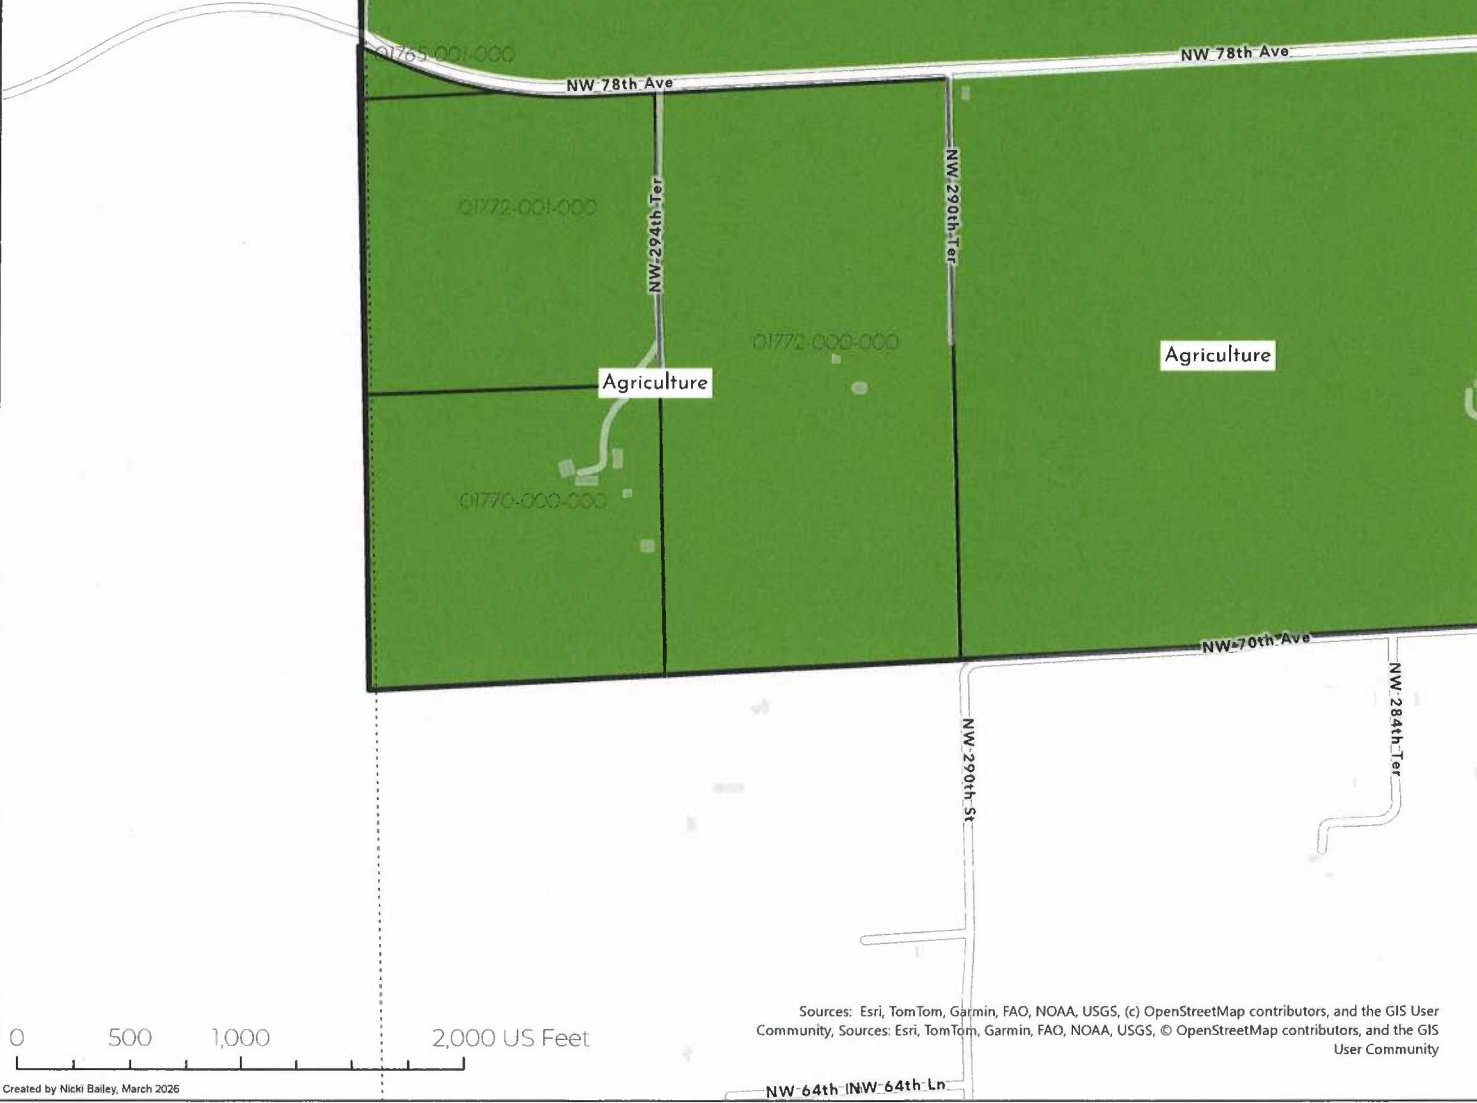 01765-001-000
NW 78th Ave
NW 78th Ave
01772-001-000
NW 294th Ter
NW 290th Ter
01772-000-000
Agriculture
Agriculture
01770-000-000
NW 70th Ave
NW 284th Ter
NW 290th St
Sources: Esri, TomTom, Garmin, FAO, NOAA, USGS, (c) OpenStreetMap contributors, and the GIS User
Community, Sources: Esri, TomTom, Garmin, FAO, NOAA, USGS, © OpenStreetMap contributors, and the GIS
User Community
0 500 1,000 2,000 US Feet
Created by Nicki Bailey, March 2026
NW 64th
NW 64th Ln